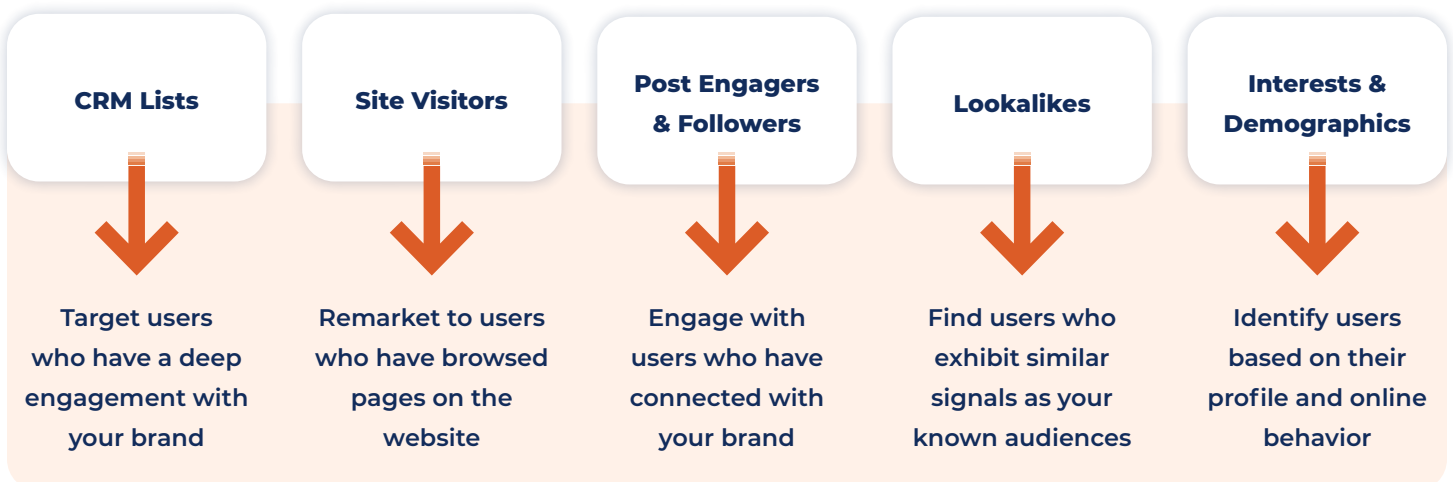 CRM Lists
Site Visitors
Post Engagers
& Followers
Lookalikes
Interests &
Demographics
Target users
who have a deep
engagement with
your brand
Remarket to users
who have browsed
pages on the
website
Engage with
users who have
connected with
your brand
Find users who
exhibit similar
signals as your
known audiences
Identify users
based on their
profile and online
behavior